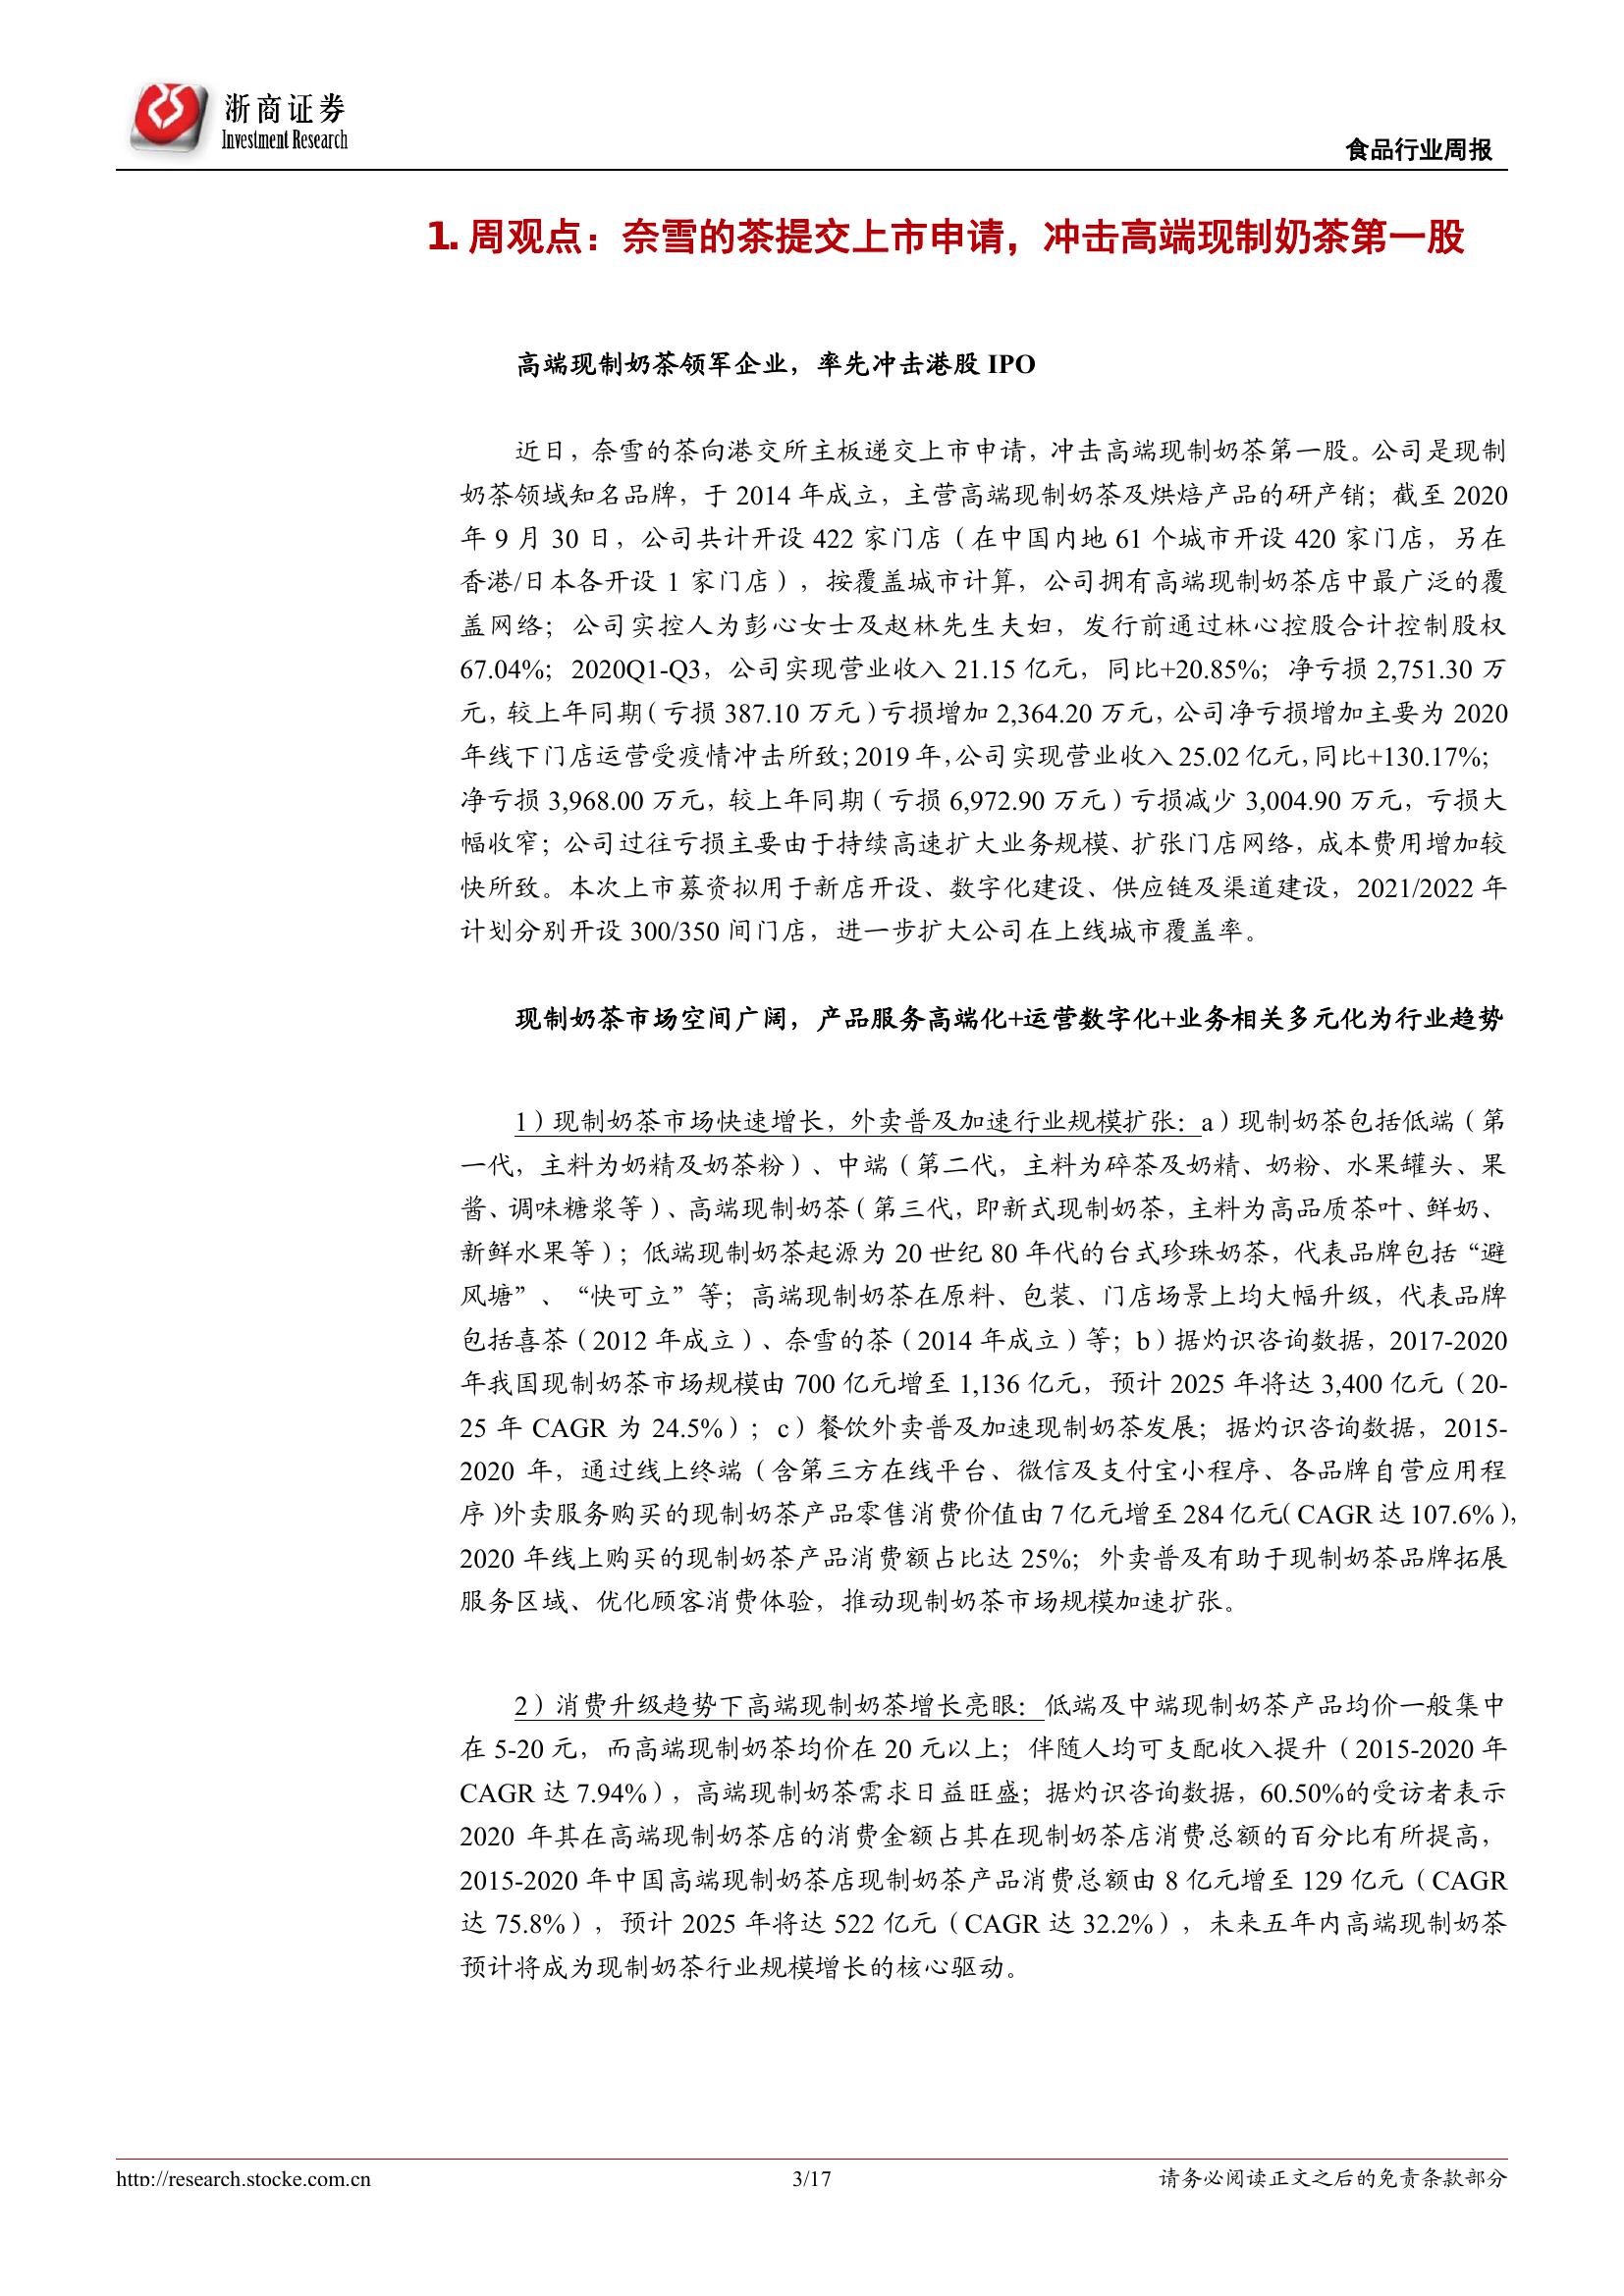 浙商证券
Investment Research
食品行业周报
1. 周观点：奈雪的茶提交上市申请，冲击高端现制奶茶第一股
高端现制奶茶领军企业，率先冲击港股 IPO
近日，奈雪的茶向港交所主板递交上市申请，冲击高端现制奶茶第一股。公司是现制
奶茶领域知名品牌，于 2014 年成立，主营高端现制奶茶及烘焙产品的研产销；截至 2020
年 9 月 30 日，公司共计开设 422 家门店（在中国内地 61 个城市开设 420 家门店，另在
香港/日本各开设 1 家门店），按覆盖城市计算，公司拥有高端现制奶茶店中最广泛的覆
盖网络；公司实控人为彭心女士及赵林先生夫妇，发行前通过林心控股合计控制股权
67.04%；2020Q1-Q3，公司实现营业收入 21.15 亿元，同比+20.85%；净亏损 2,751.30 万
元，较上年同期（亏损 387.10 万元）亏损增加 2,364.20 万元，公司净亏损增加主要为 2020
年线下门店运营受疫情冲击所致；2019 年，公司实现营业收入 25.02 亿元，同比+130.17%；
净亏损 3,968.00 万元，较上年同期（亏损 6,972.90 万元）亏损减少 3,004.90 万元，亏损大
幅收窄；公司过往亏损主要由于持续高速扩大业务规模、扩张门店网络，成本费用增加较
快所致。本次上市募资拟用于新店开设、数字化建设、供应链及渠道建设，2021/2022 年
计划分别开设 300/350 间门店，进一步扩大公司在上线城市覆盖率。
现制奶茶市场空间广阔，产品服务高端化+运营数字化+业务相关多元化为行业趋势
1）现制奶茶市场快速增长，外卖普及加速行业规模扩张：a）现制奶茶包括低端（第
一代，主料为奶精及奶茶粉）、中端（第二代，主料为碎茶及奶精、奶粉、水果罐头、果
酱、调味糖浆等）、高端现制奶茶（第三代，即新式现制奶茶，主料为高品质茶叶、鲜奶、
新鲜水果等）；低端现制奶茶起源为 20 世纪 80 年代的台式珍珠奶茶，代表品牌包括“避
风塘”、“快可立”等；高端现制奶茶在原料、包装、门店场景上均大幅升级，代表品牌
包括喜茶（2012 年成立）、奈雪的茶（2014 年成立）等；b）据灼识咨询数据，2017-2020
年我国现制奶茶市场规模由 700 亿元增至 1,136 亿元，预计 2025 年将达 3,400 亿元（20-
25 年 CAGR 为 24.5%）；c）餐饮外卖普及加速现制奶茶发展；据灼识咨询数据，2015-
2020 年，通过线上终端（含第三方在线平台、微信及支付宝小程序、各品牌自营应用程
序）外卖服务购买的现制奶茶产品零售消费价值由 7 亿元增至 284 亿元（CAGR 达 107.6%），
2020 年线上购买的现制奶茶产品消费额占比达 25%；外卖普及有助于现制奶茶品牌拓展
服务区域、优化顾客消费体验，推动现制奶茶市场规模加速扩张。
2）消费升级趋势下高端现制奶茶增长亮眼：低端及中端现制奶茶产品均价一般集中
在 5-20 元，而高端现制奶茶均价在 20 元以上；伴随人均可支配收入提升（2015-2020 年
CAGR 达 7.94%），高端现制奶茶需求日益旺盛；据灼识咨询数据，60.50%的受访者表示
2020 年其在高端现制奶茶店的消费金额占其在现制奶茶店消费总额的百分比有所提高，
2015-2020 年中国高端现制奶茶店现制奶茶产品消费总额由 8 亿元增至 129 亿元（CAGR
达 75.8%），预计 2025 年将达 522 亿元（CAGR 达 32.2%），未来五年内高端现制奶茶
预计将成为现制奶茶行业规模增长的核心驱动。
http://research.stocke.com.cn
3/17
请务必阅读正文之后的免责条款部分